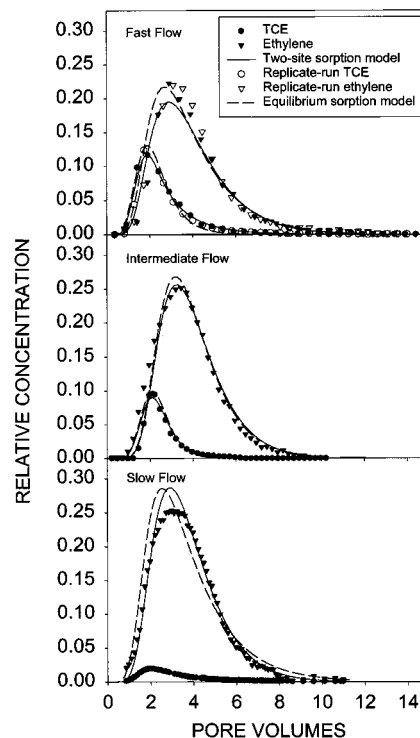 Fast Flow
TCE
Ethylene
Two-site sorption model
Replicate-run TCE
Replicate-run ethylene
Equilibrium sorption model
0.30
0.25
0.20
0.15
0.10
0.05
0.00
Intermediate Flow
0.30
0.25
0.20
0.15
0.10
0.05
0.00
Slow Flow
0.30
0.25
0.20
0.15
0.10
0.05
0.00
RELATIVE CONCENTRATION
0 2 4 6 8 10 12 14
PORE VOLUMES